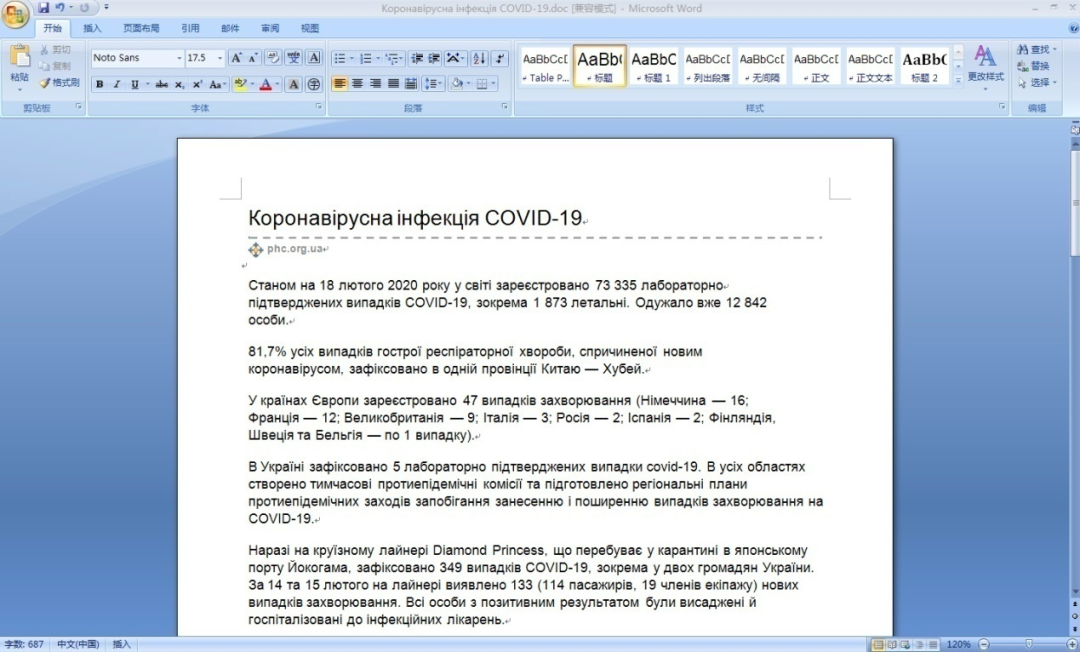 Коронавірусна інфекція COVID-19.doc [兼容模式] - Microsoft Word
开始 插入 页面布局 引用 邮件 审阅 视图
粘贴 剪切 复制 格式刷
剪贴板
Noto Sans 17.5
字体
段落
AaBbCcI AaBb( AaBbC AaBbCcI AaBbCcI AaBbCcI AaBbCcI AaBb(
Table P... 标题 标题 1 列出段落 无间隔 正文 正文文本 标题 2
更改样式
样式
查找
替换
选择
编辑
Коронавірусна інфекція COVID-19
phc.org.ua
Станом на 18 лютого 2020 року у світі зареєстровано 73 335 лабораторно
підтверджених випадків COVID-19, зокрема 1 873 летальні. Одужало вже 12 842
особи.
81,7% усіх випадків гострої респіраторної хвороби, спричиненої новим
коронавірусом, зафіксовано в одній провінції Китаю — Хубей.
У країнах Європи зареєстровано 47 випадків захворювання (Німеччина — 16;
Франція — 12; Великобританія — 9; Італія — 3; Росія — 2; Іспанія — 2; Фінляндія,
Швеція та Бельгія — по 1 випадку).
В Україні зафіксовано 5 лабораторно підтверджених випадки covid-19. В усіх областях
створено тимчасові протиепідемічні комісії та підготовлено регіональні плани
протиепідемічних заходів запобігання занесенню і поширенню випадків захворювання на
COVID-19.
Наразі на круїзному лайнері Diamond Princess, що перебуває у карантині в японському
порту Йокогама, зафіксовано 349 випадків COVID-19, зокрема у двох громадян України.
За 14 та 15 лютого на лайнері виявлено 133 (114 пасажирів, 19 членів екіпажу) нових
випадків захворювання. Всі особи з позитивним результатом були висаджені й
госпіталізовані до інфекційних лікарень.
字数: 687 中文(中国) 插入 120%